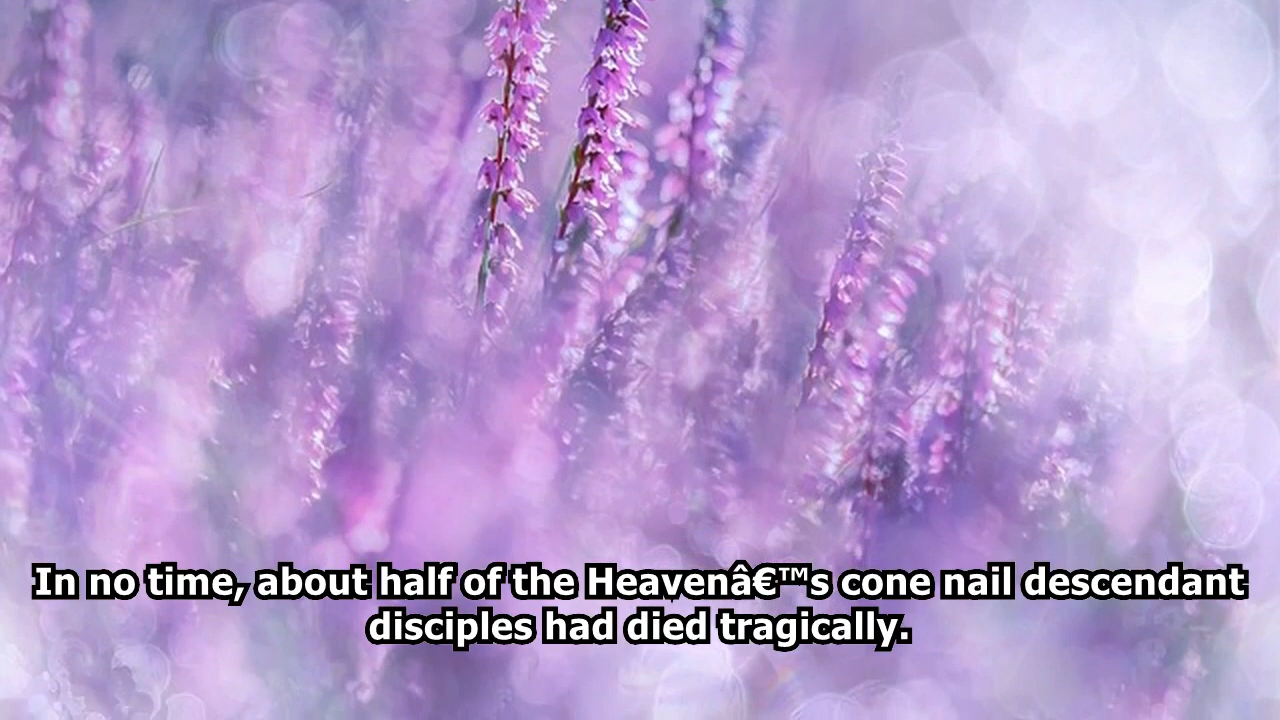 In no time, about half of the Heavenâ€™s cone nail descendant
disciples had died tragically.